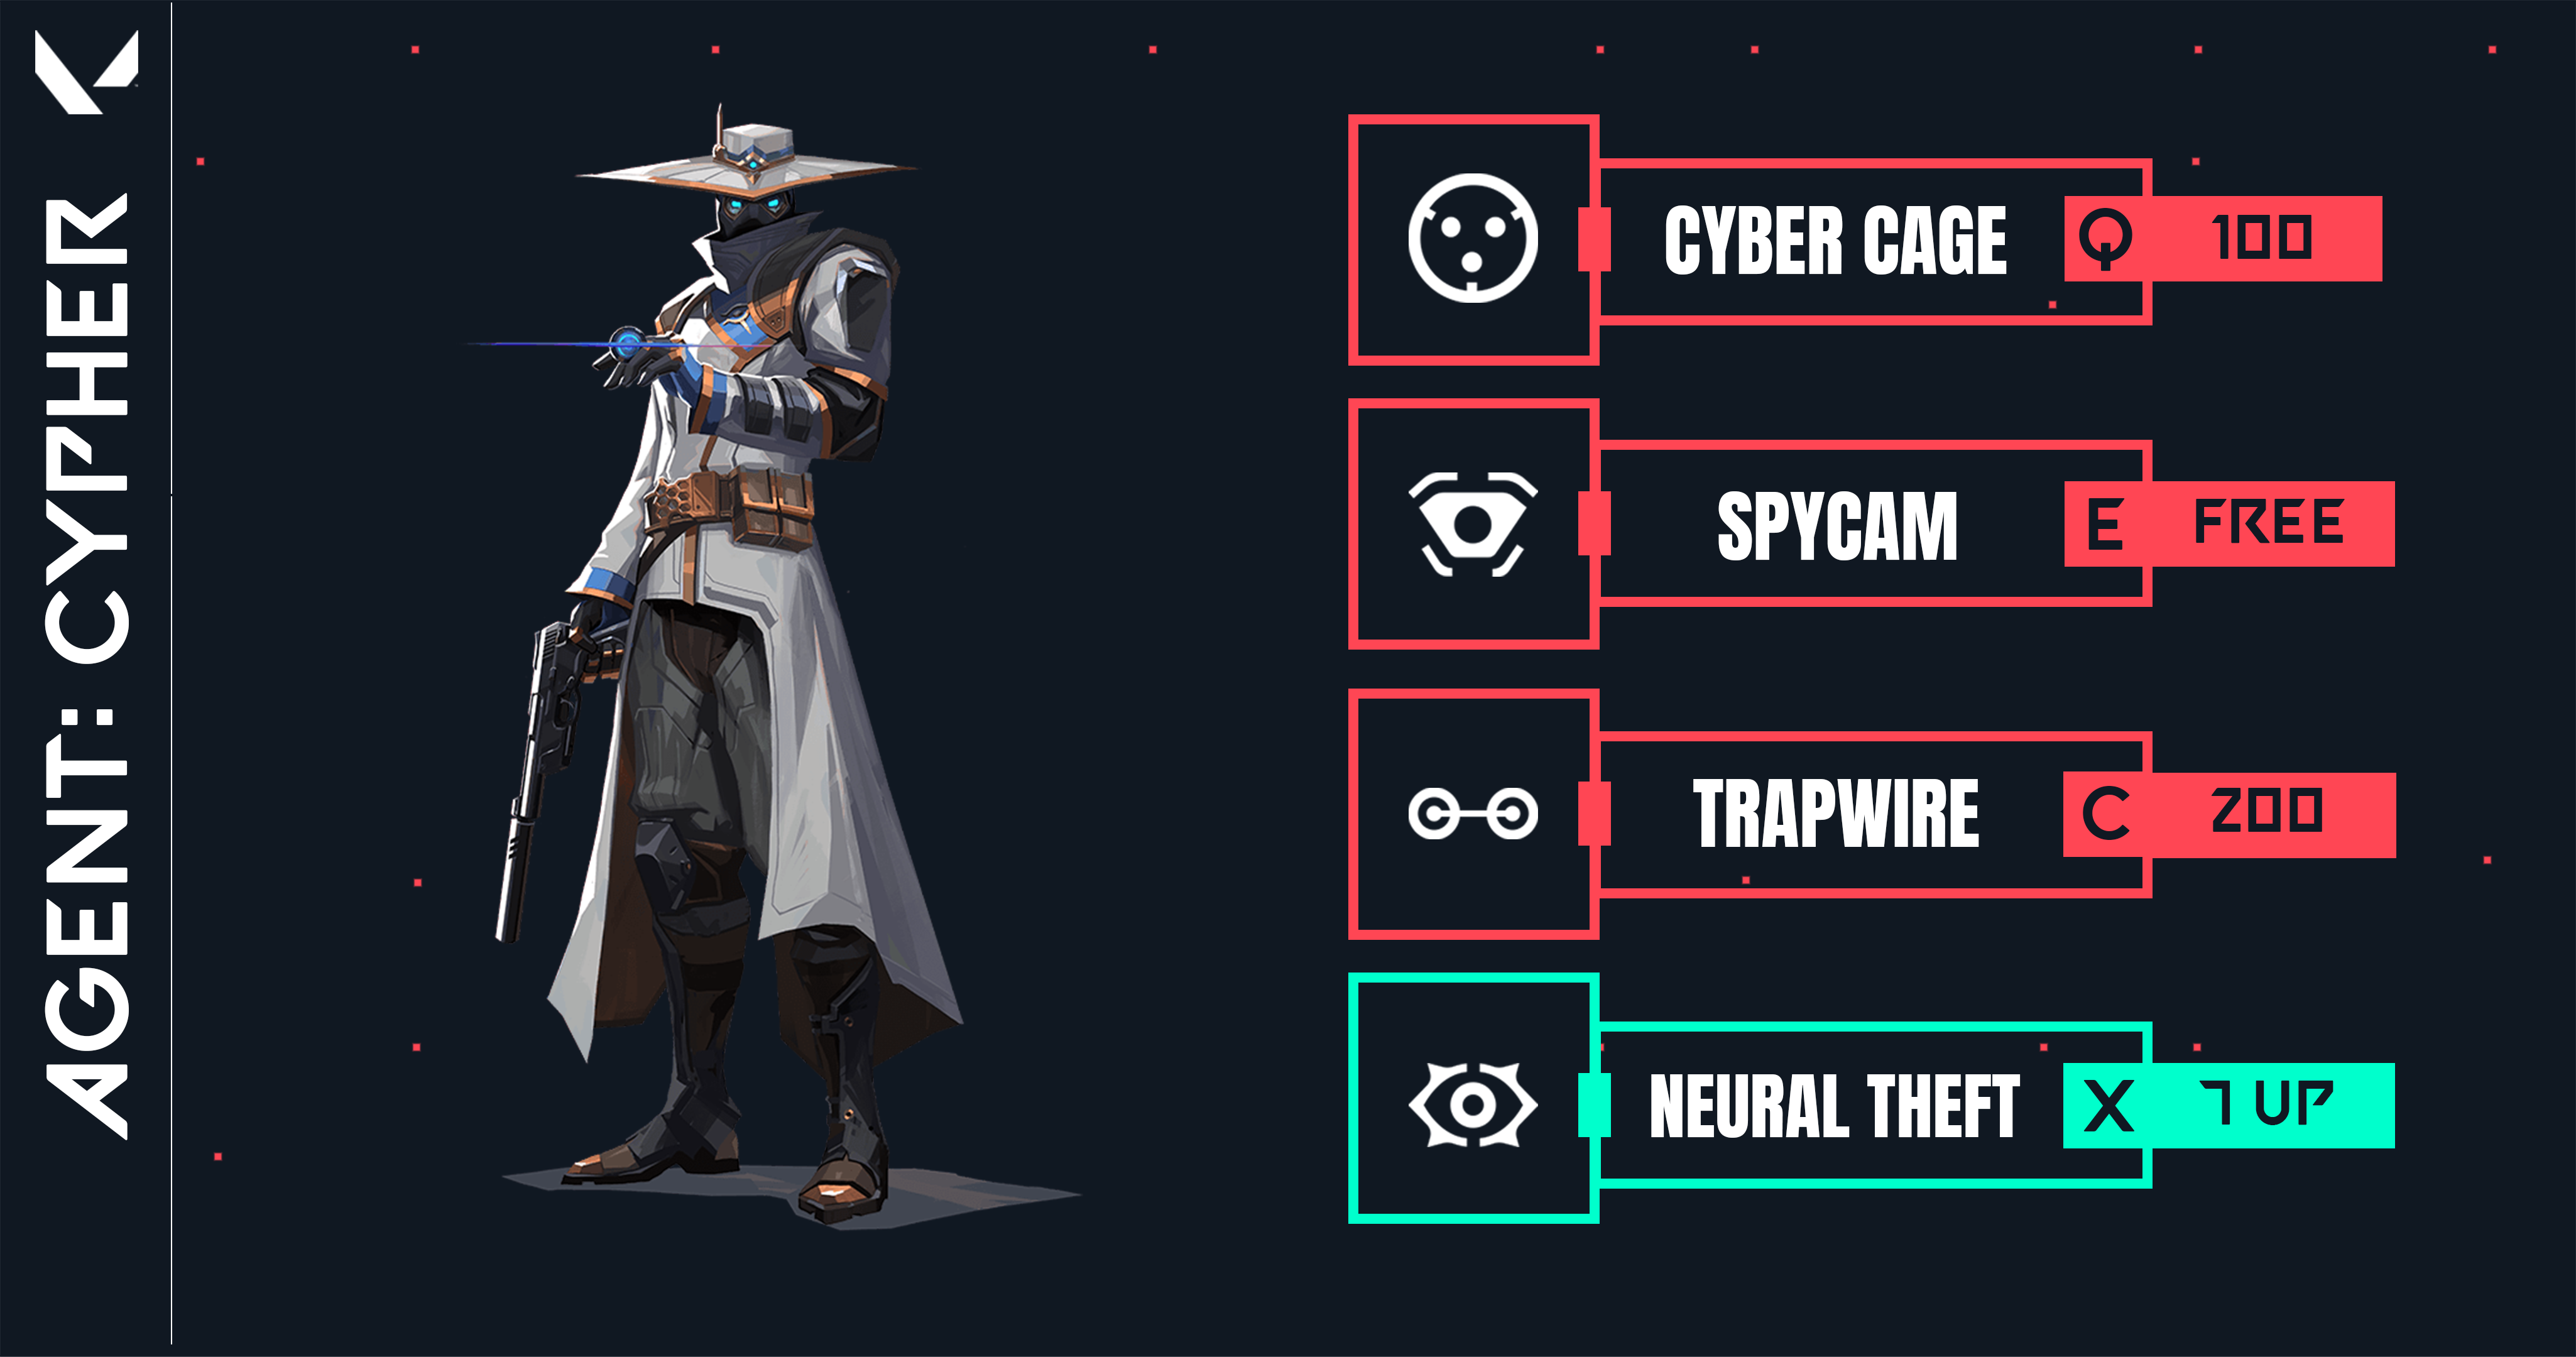 AGENT: CYPHER
CYBER CAGE
Q 100
SPYCAM
E FREE
TRAPWIRE
C 200
NEURAL THEFT
X 7 UP